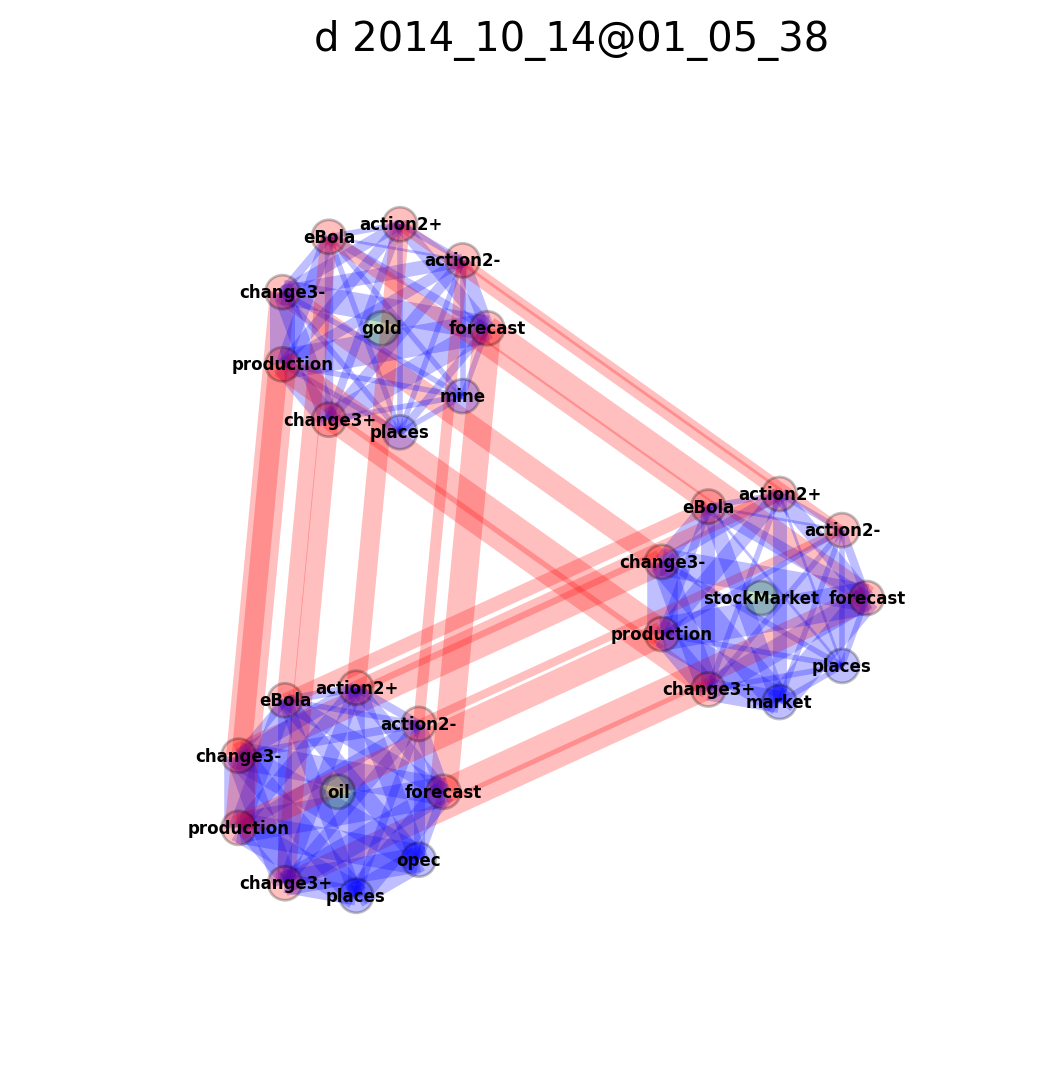 d 2014_10_14@01_05_38
action2+
eBola
action2-
change3-
gold
forecast
production
mine
change3+
places
action2+
eBola
action2-
change3-
stockMarket
forecast
production
places
change3+
market
action2+
eBola
action2-
change3-
oil
forecast
production
opec
change3+
places